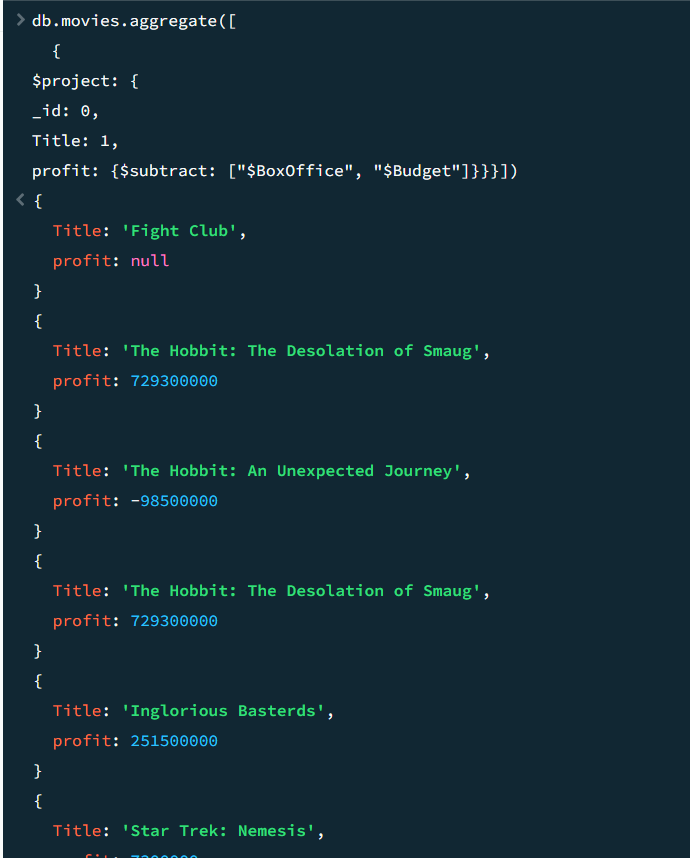 db.movies.aggregate([
{
$project: {
_id: 0,
Title: 1,
profit: {$subtract: ["$BoxOffice", "$Budget"]}}}])
{
Title: 'Fight Club',
profit: null
}
{
Title: 'The Hobbit: The Desolation of Smaug',
profit: 729300000
}
{
Title: 'The Hobbit: An Unexpected Journey',
profit: -98500000
}
{
Title: 'The Hobbit: The Desolation of Smaug',
profit: 729300000
}
{
Title: 'Inglorious Basterds',
profit: 251500000
}
{
Title: 'Star Trek: Nemesis',